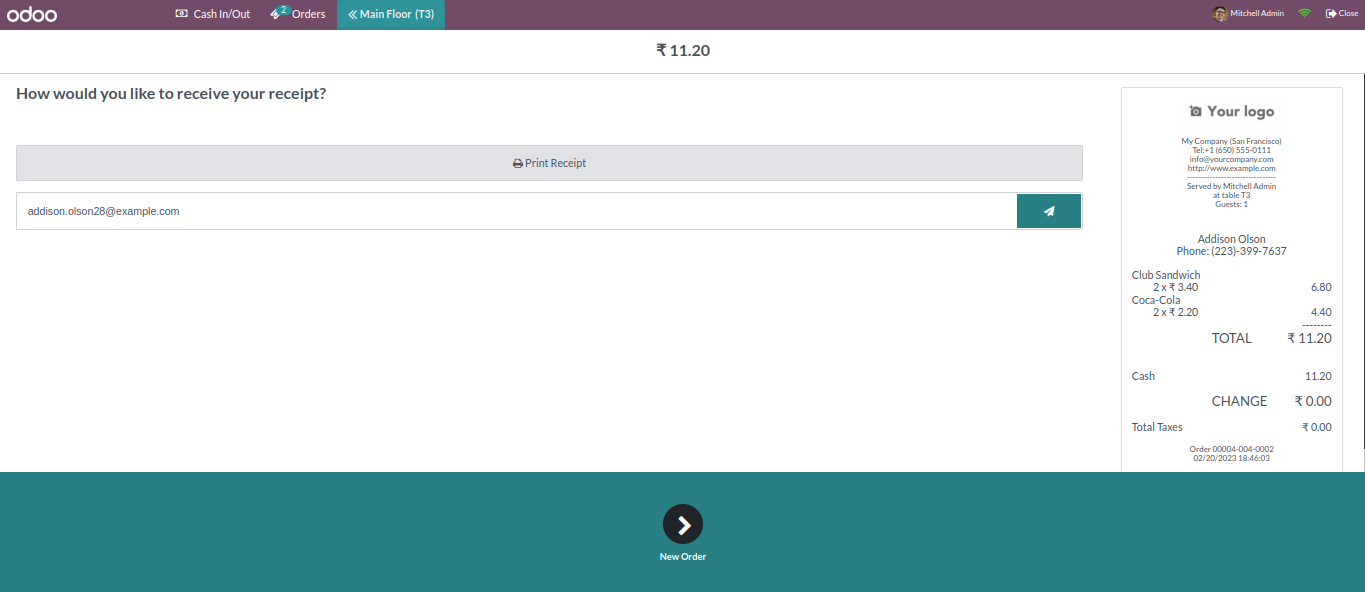 odoo
Cash In/Out
2
Orders
Main Floor (T3)
Mitchell Admin
Close
₹ 11.20
How would you like to receive your receipt?
Print Receipt
addison.olson28@example.com
Your logo
My Company (San Francisco)
Tel:+1 (650) 555-0111
info@yourcompany.com
http://www.example.com
--------------------------------
Served by Mitchell Admin
at table T3
Guests: 1
Addison Olson
Phone: (223)-399-7637
Club Sandwich
2 x ₹ 3.40 6.80
Coca-Cola
2 x ₹ 2.20 4.40
--------
TOTAL ₹ 11.20
Cash 11.20
CHANGE ₹ 0.00
Total Taxes ₹ 0.00
Order 00004-004-0002
02/20/2023 18:46:03
New Order